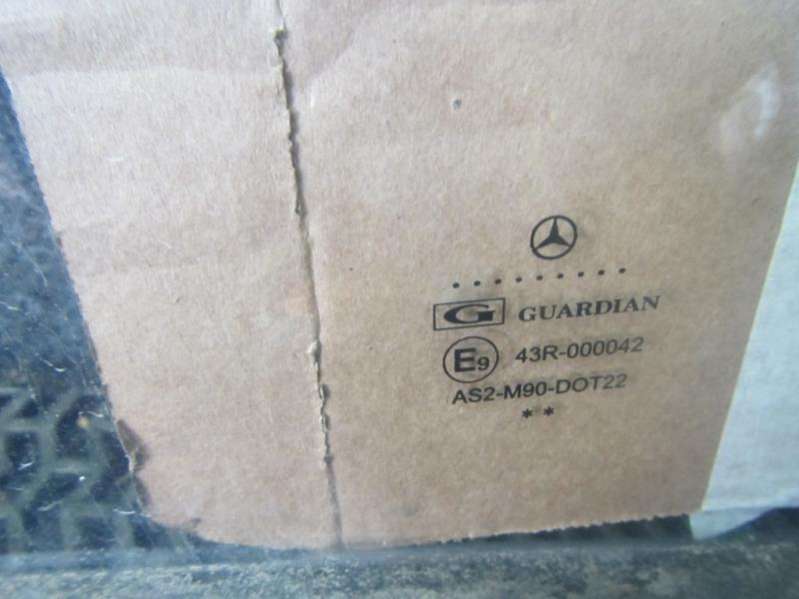 G GUARDIAN
E9 43R-000042
AS2-M90-DOT22
**